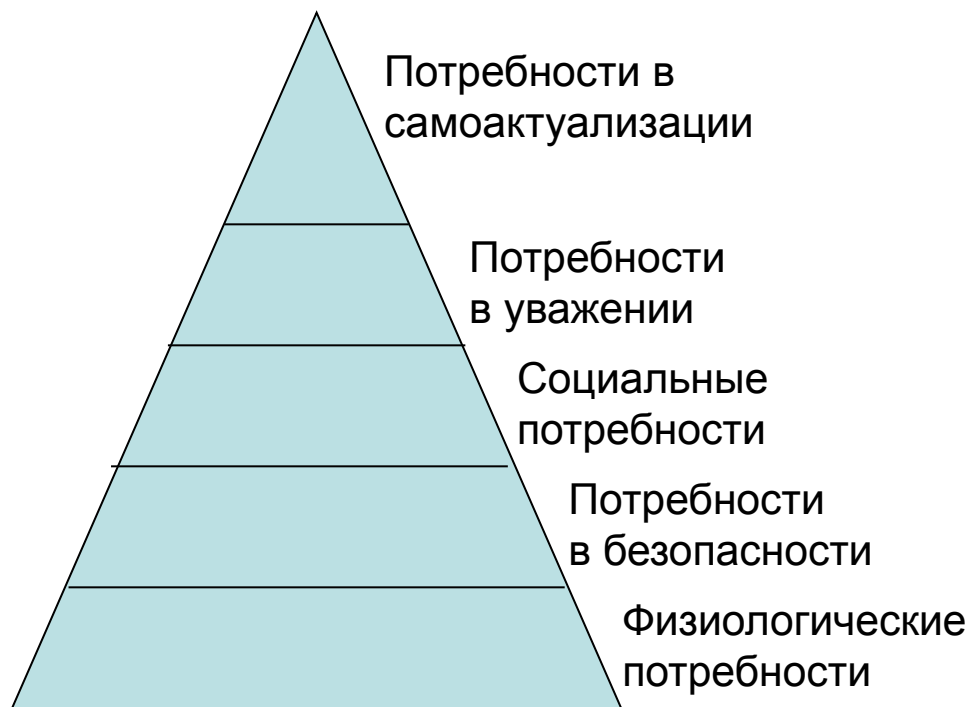 Потребности в
самоактуализации
Потребности
в уважении
Социальные
потребности
Потребности
в безопасности
Физиологические
потребности